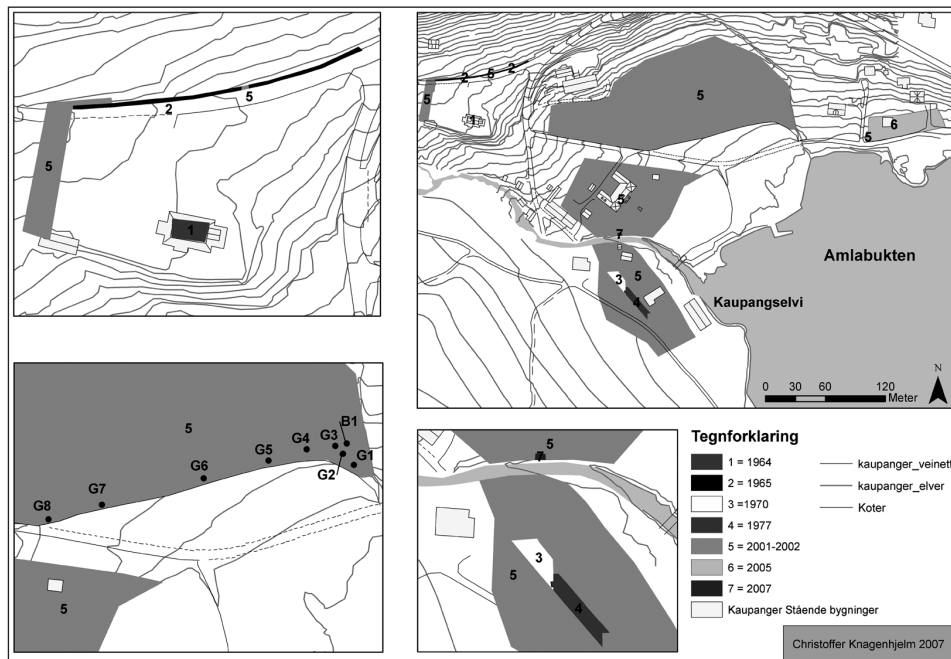 2
5
5
1
2
5
2
5
1
5
6
5
5
7
5
3
4
Amlabukten
Kaupangselvi
N
0 30 60 120
Meter
5
B1
G3
G4
G5
G1
G2
G6
G7
G8
5
5
7
3
5
4
Tegnforklaring
1 = 1964
2 = 1965
3 =1970
4 = 1977
5 = 2001-2002
6 = 2005
7 = 2007
Kaupanger Stående bygninger
kaupanger_veinett
kaupanger_elver
Koter
Christoffer Knagenhjelm 2007